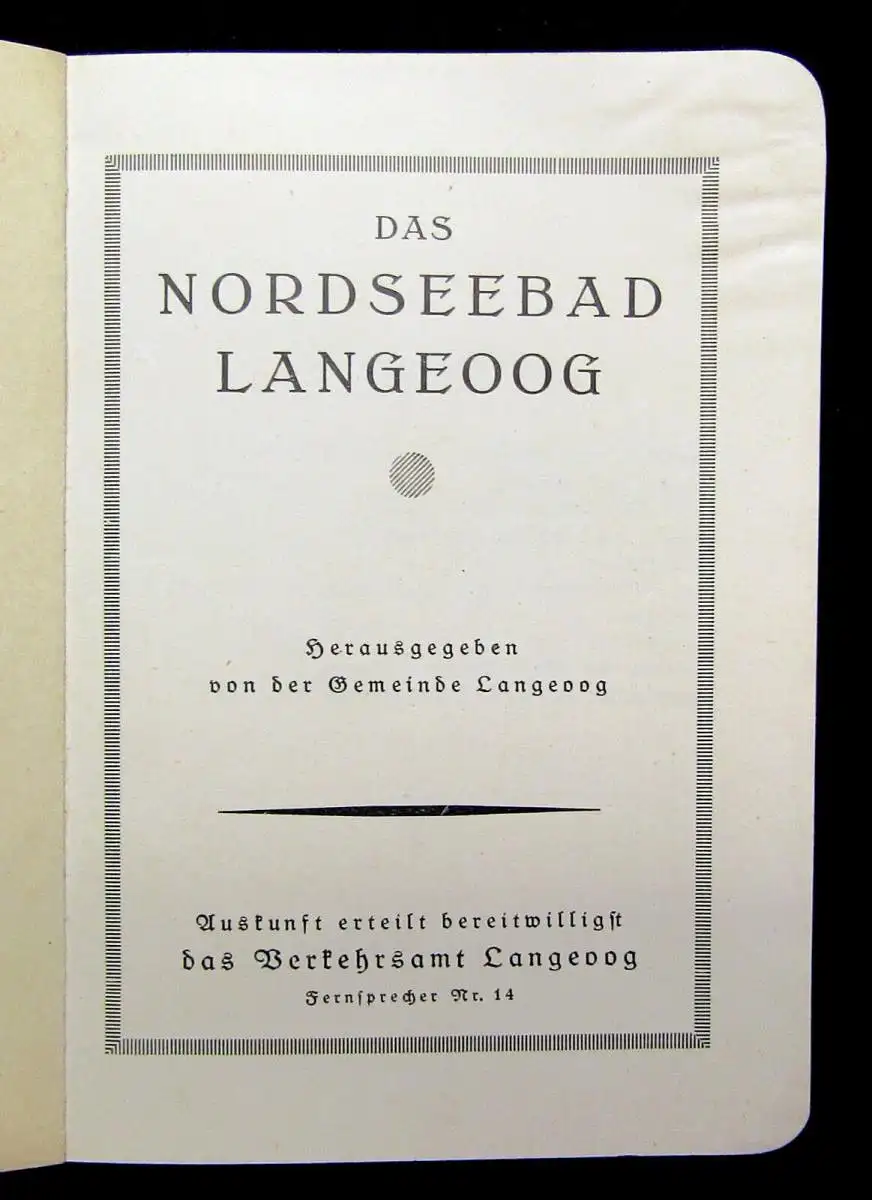 DAS
NORDSEEBAD
LANGEOOG
Herausgegeben
von der Gemeinde Langeoog
Auskunft erteilt bereitwilligſt
das Verkehrsamt Langeoog
Fernſprecher Nr. 14